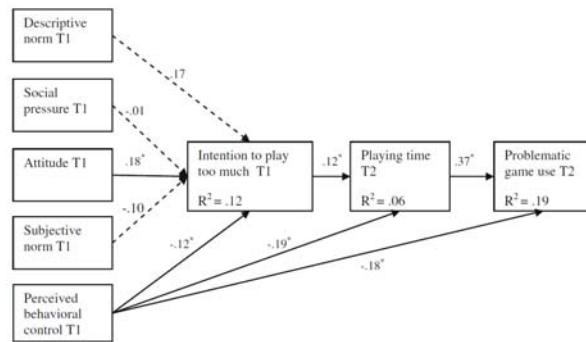 Descriptive
norm T1
.17
Social
pressure T1
-.01
Attitude T1
.18*
Intention to play
too much T1
R² = .12
.12*
Playing time
T2
R² = .06
.37*
Problematic
game use T2
R² = .19
-.10
Subjective
norm T1
-.12*
-.19*
-.18*
Perceived
behavioral
control T1